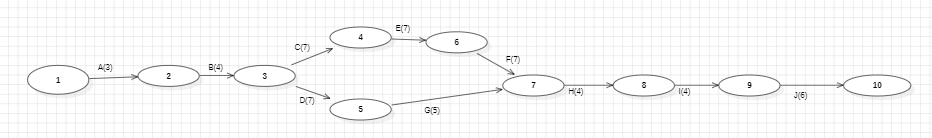 E(7)
4
6
C(7)
F(7)
A(3)
B(4)
1
2
3
7
8
9
10
H(4)
I(4)
J(6)
D(7)
5
G(5)